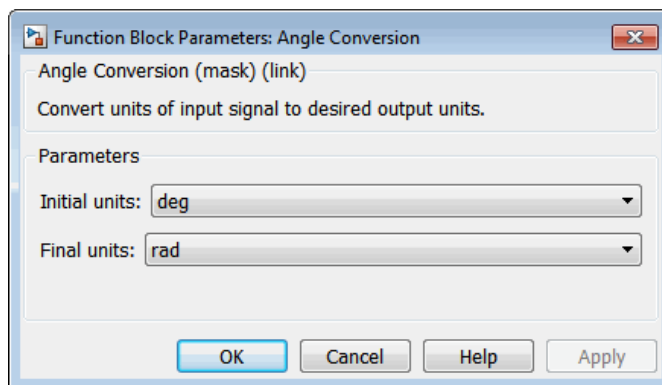 Function Block Parameters: Angle Conversion
Angle Conversion (mask) (link)
Convert units of input signal to desired output units.
Parameters
Initial units: deg
Final units: rad
OK Cancel Help Apply